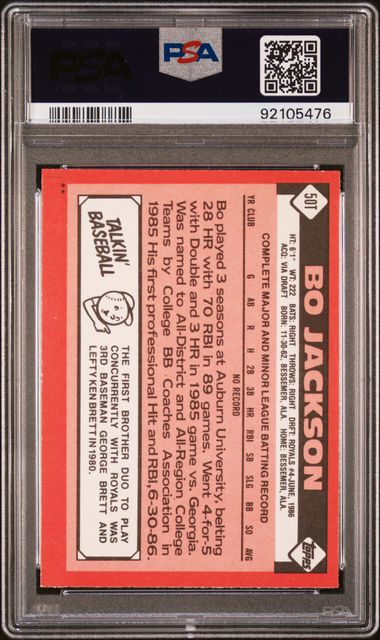 PSA
PSA
92105476
50T
BO JACKSON
HT: 6'1" WT: 222 BATS: RIGHT THROWS: RIGHT DRFT: ROYALS #4-JUNE, 1986
ACQ: VIA DRAFT BORN: 11-30-62, BESSEMER, ALA. HOME: BESSEMER, ALA.
Topps
COMPLETE MAJOR AND MINOR LEAGUE BATTING RECORD
YR CLUB G AB R H 2B 3B HR RBI SB SLG BB SO AVG
NO RECORD
Bo played 3 seasons at Auburn University, belting
28 HR with 70 RBI in 89 games. Went 4-for-5
with Double and 3 HR in 1985 game vs. Georgia.
Was named to All-District and All-Region College
Teams by College BB Coaches Association in
1985. His first professional Hit and RBI, 6-30-86.
TALKIN'
BASEBALL
THE FIRST BROTHER DUO TO PLAY
CONCURRENTLY WITH ROYALS WAS
3RD BASEMAN GEORGE BRETT AND
LEFTY KEN BRETT IN 1980.
**